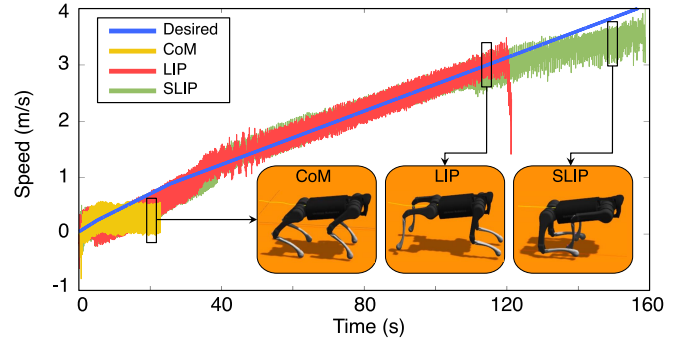 Desired
CoM
LIP
SLIP
Speed (m/s)
4
3
2
1
0
-1
CoM
LIP
SLIP
0
40
80
120
160
Time (s)